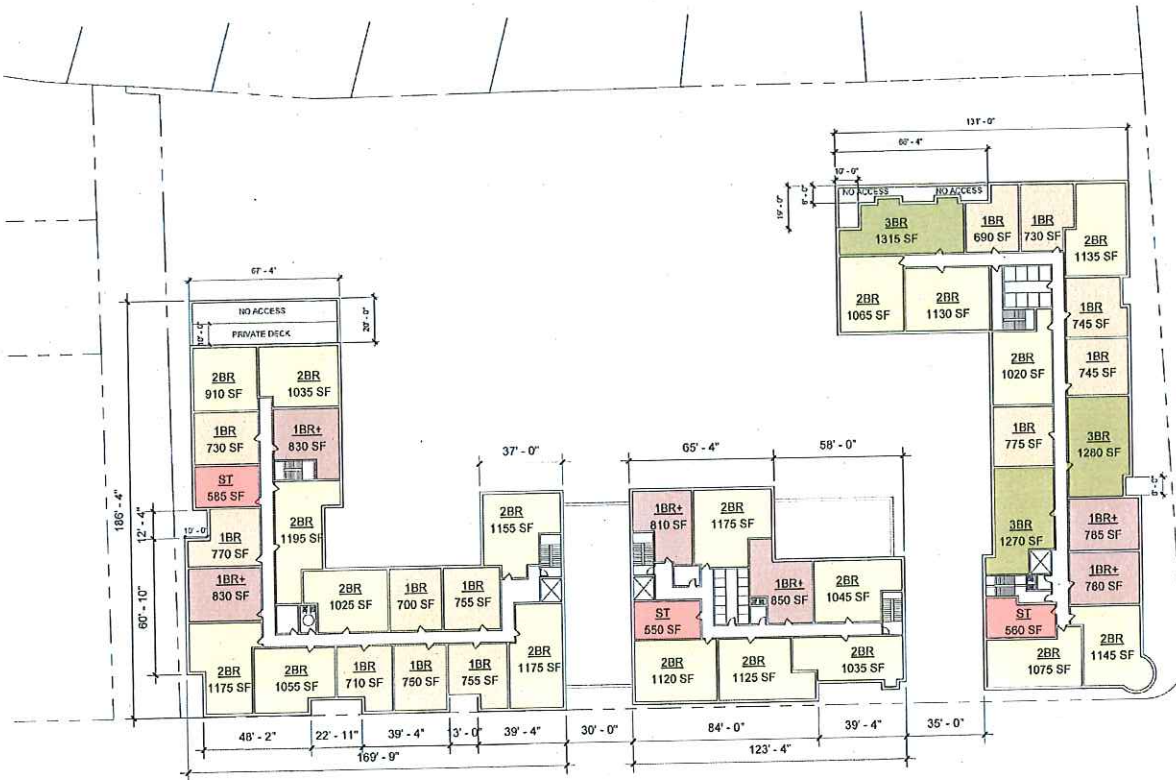 131' - 0"
66' - 4"
10' - 0"
8' - 0"
19' - 0"
NO ACCESS
NO ACCESS
3BR
1315 SF
1BR
690 SF
1BR
730 SF
2BR
1135 SF
2BR
1065 SF
2BR
1130 SF
1BR
745 SF
2BR
1020 SF
1BR
745 SF
1BR
775 SF
3BR
1280 SF
3BR
1270 SF
1BR+
785 SF
1BR+
780 SF
ST
560 SF
2BR
1075 SF
2BR
1145 SF
67' - 4"
NO ACCESS
PRIVATE DECK
10' - 0"
20' - 0"
2BR
910 SF
2BR
1035 SF
1BR
730 SF
1BR+
830 SF
ST
585 SF
186' - 4"
12' - 4"
10' - 0"
60' - 10"
1BR
770 SF
2BR
1195 SF
1BR+
830 SF
2BR
1025 SF
1BR
700 SF
1BR
755 SF
37' - 0"
2BR
1155 SF
2BR
1175 SF
2BR
1055 SF
1BR
710 SF
1BR
750 SF
1BR
755 SF
2BR
1175 SF
65' - 4"
58' - 0"
1BR+
810 SF
2BR
1175 SF
1BR+
850 SF
2BR
1045 SF
ST
550 SF
2BR
1120 SF
2BR
1125 SF
2BR
1035 SF
48' - 2"
22' - 11"
39' - 4"
3' - 0"
39' - 4"
30' - 0"
84' - 0"
39' - 4"
35' - 0"
169' - 9"
123' - 4"